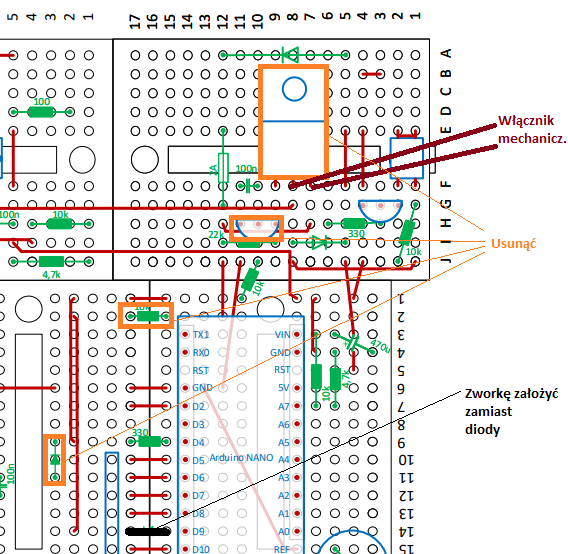 5 4 3 2 1
17 16 15 14 13 12 11 10 9 8 7 6 5 4 3 2 1
A
B
C
D
E
F
G
H
I
J
100
2A
100n
Włącznik
mechanicz.
100n
10k
22k
330
10k
Usunąć
4,7k
10k
1
2
3
4
5
6
7
8
9
10
11
12
13
14
15
TX1
RX0
RST
GND
D2
D3
D4
D5
D6
D7
D8
D9
D10
VIN
GND
RST
5V
A7
A6
A5
A4
A3
A2
A1
A0
REF
Arduino NANO
470u
10k
4,7k
330
100n
Zworkę założyć
zamiast
diody